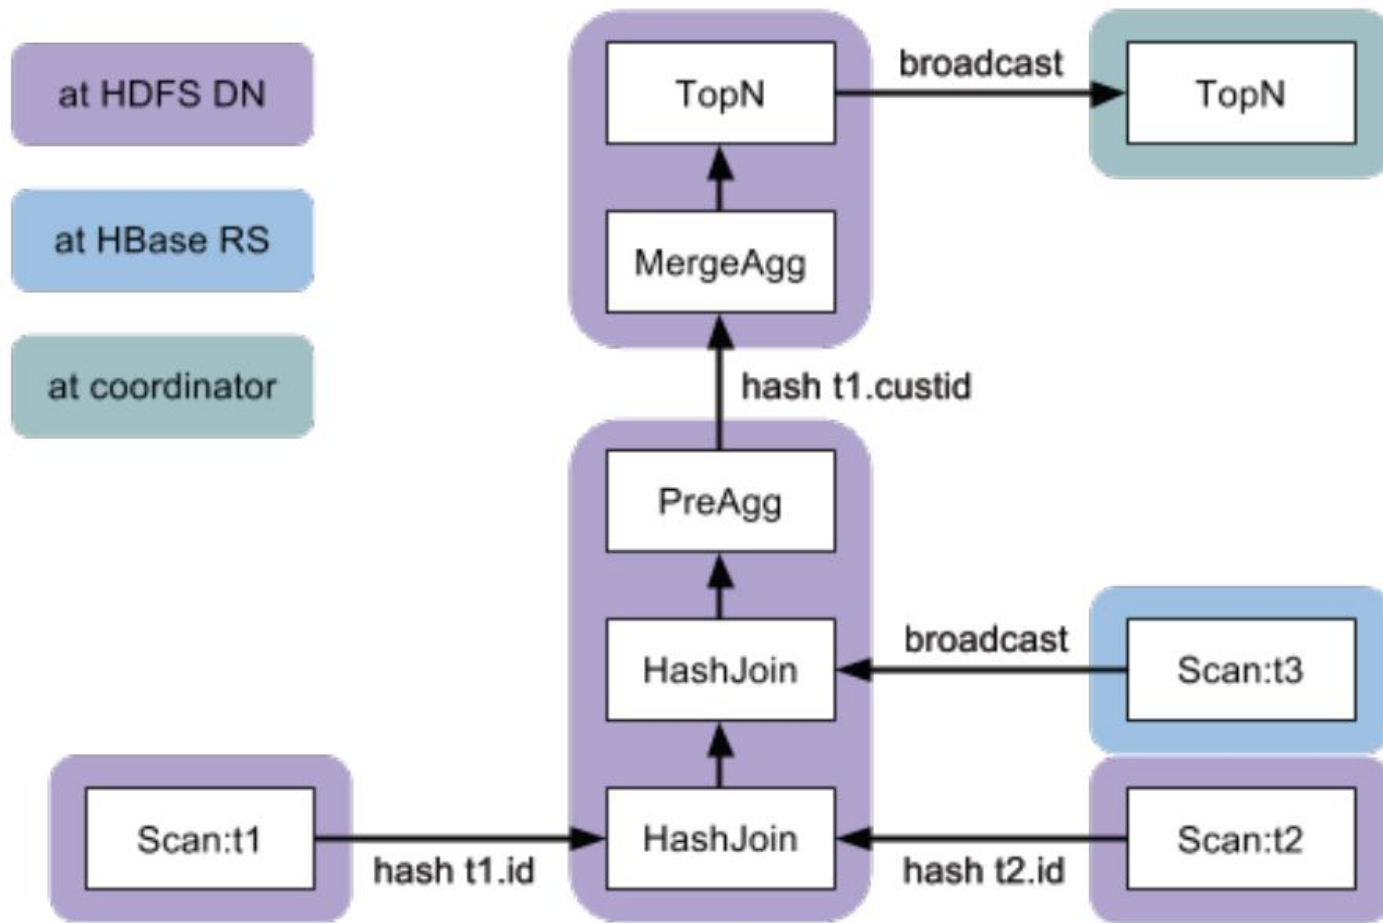 at HDFS DN
at HBase RS
at coordinator
TopN
broadcast
TopN
MergeAgg
hash t1.custid
PreAgg
HashJoin
broadcast
Scan:t3
Scan:t1
hash t1.id
HashJoin
hash t2.id
Scan:t2